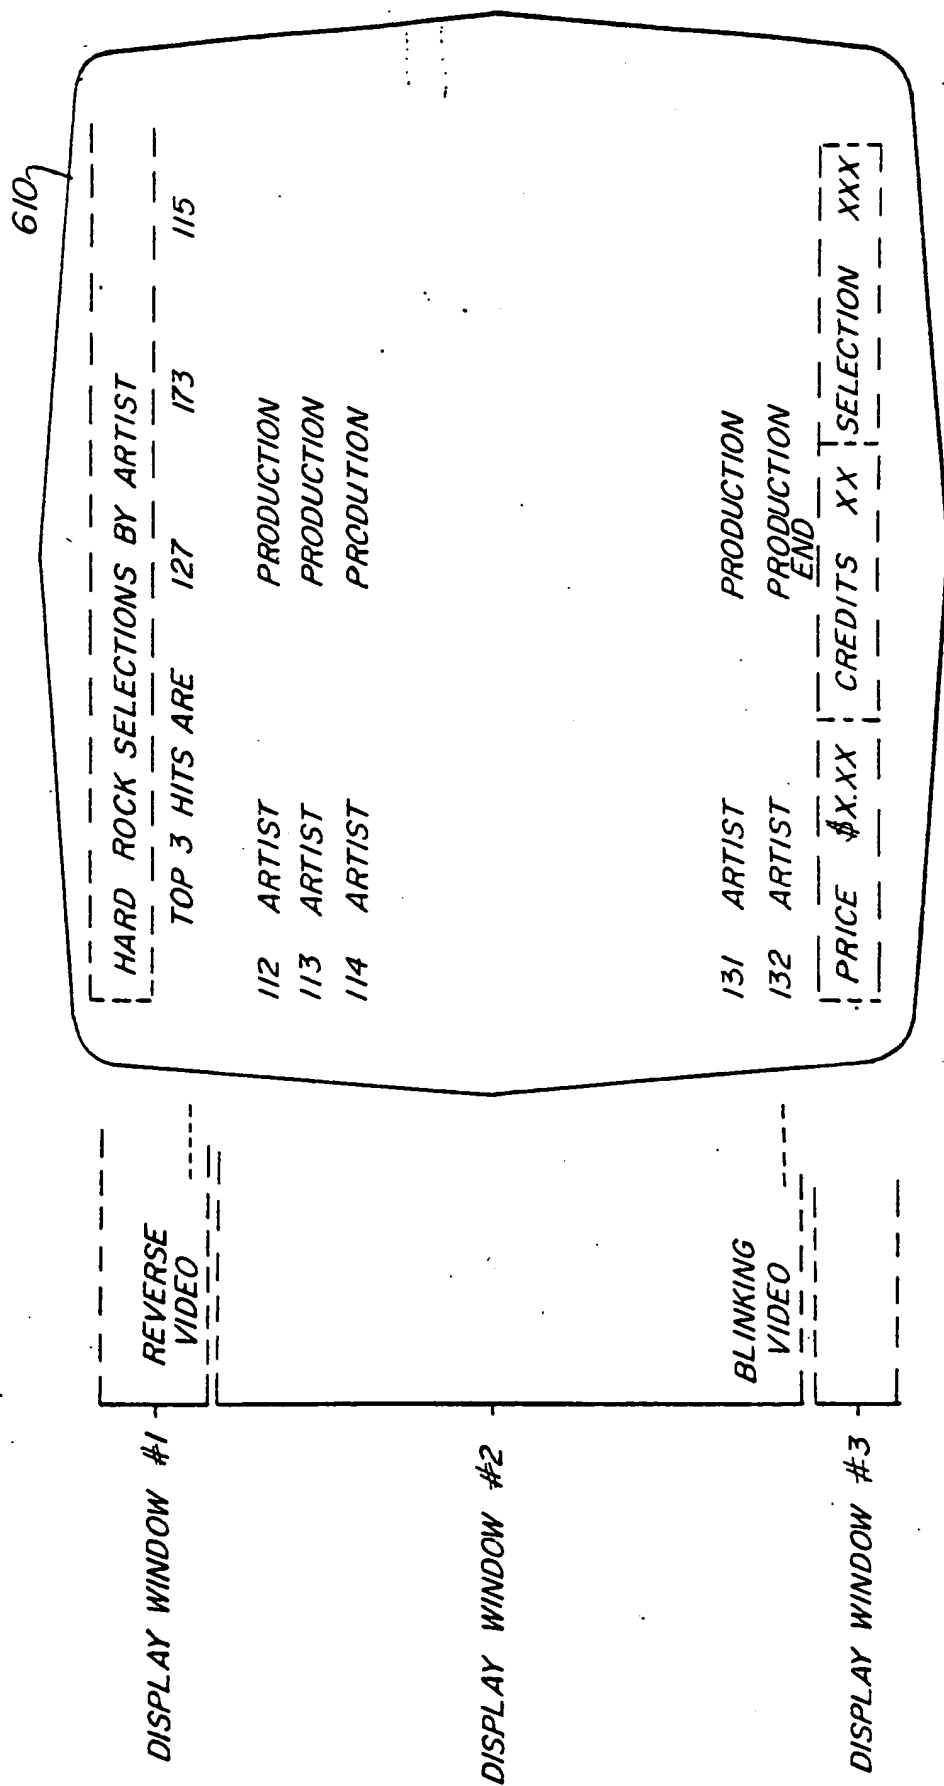 610
HARD ROCK SELECTIONS BY ARTIST
TOP 3 HITS ARE 127 173 115
112 ARTIST PRODUCTION
113 ARTIST PRODUCTION
114 ARTIST PRCDUTION
131 ARTIST PRODUCTION
132 ARTIST PRODUCTION
END
PRICE $X.XX CREDITS XX SELECTION XXX
DISPLAY WINDOW #1
REVERSE
VIDEO
DISPLAY WINDOW #2
BLINKING
VIDEO
DISPLAY WINDOW #3